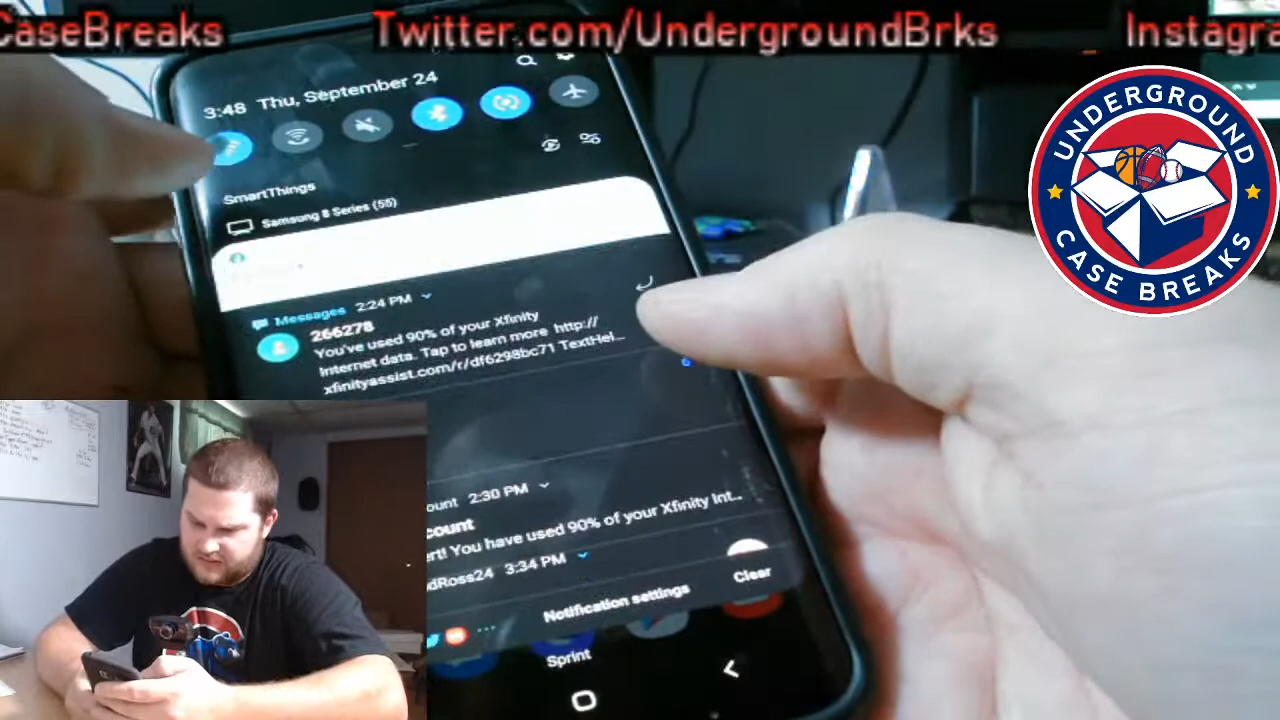 CaseBreaks Twitter.com/UndergroundBrks Instagra
UNDERGROUND
CASE BREAKS
3:48 Thu, September 24
SmartThings
Samsung 8 Series (55)
Messages 2:24 PM
266278
You've used 90% of your Xfinity
Internet data. Tap to learn more http://
xfinityassist.com/r/df6298bc71 TextHel...
ount 2:30 PM
count
ert! You have used 90% of your Xfinity Int...
dRoss24 3:34 PM
Clear
Notification settings
Sprint